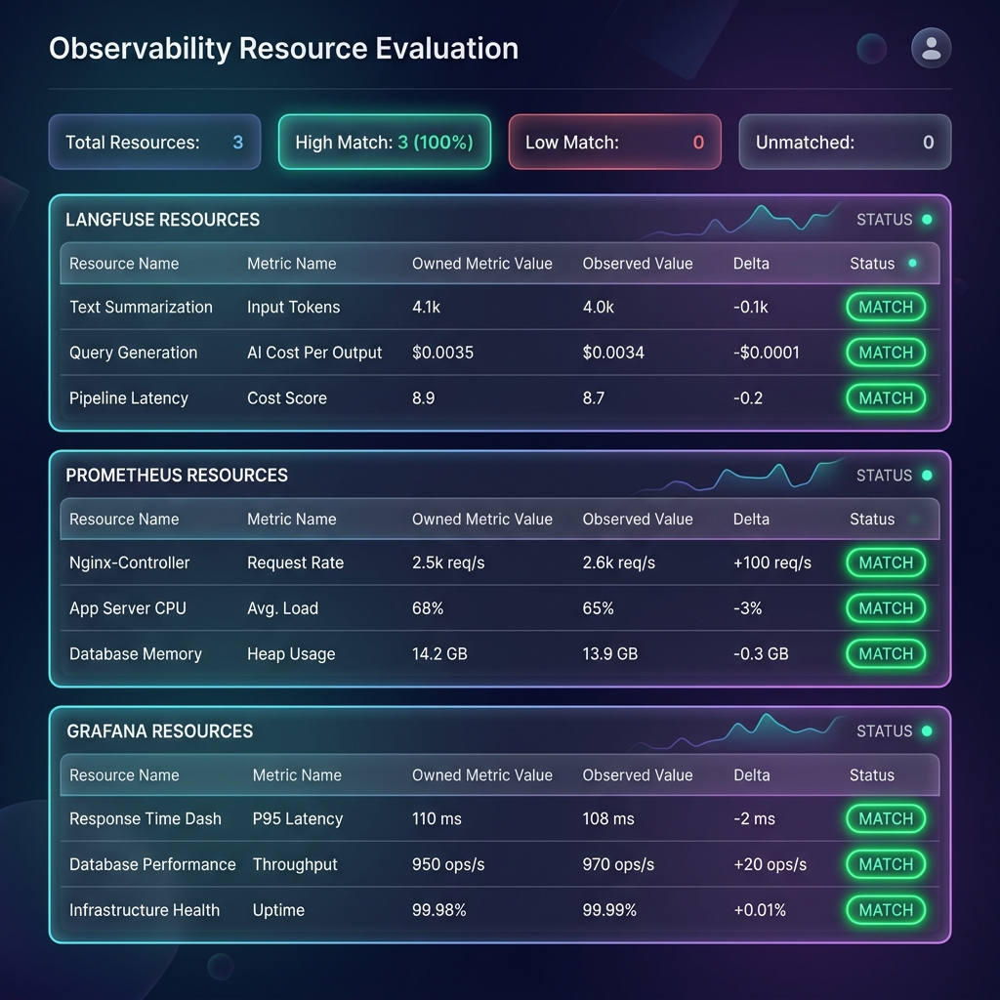 Observability Resource Evaluation
Total Resources: 3
High Match: 3 (100%)
Low Match: 0
Unmatched: 0
LANGFUSE RESOURCES STATUS
Resource Name Metric Name Owned Metric Value Observed Value Delta Status
Text Summarization Input Tokens 4.1k 4.0k -0.1k MATCH
Query Generation AI Cost Per Output $0.0035 $0.0034 -$0.0001 MATCH
Pipeline Latency Cost Score 8.9 8.7 -0.2 MATCH
PROMETHEUS RESOURCES STATUS
Resource Name Metric Name Owned Metric Value Observed Value Delta Status
Nginx-Controller Request Rate 2.5k req/s 2.6k req/s +100 req/s MATCH
App Server CPU Avg. Load 68% 65% -3% MATCH
Database Memory Heap Usage 14.2 GB 13.9 GB -0.3 GB MATCH
GRAFANA RESOURCES STATUS
Resource Name Metric Name Owned Metric Value Observed Value Delta Status
Response Time Dash P95 Latency 110 ms 108 ms -2 ms MATCH
Database Performance Throughput 950 ops/s 970 ops/s +20 ops/s MATCH
Infrastructure Health Uptime 99.98% 99.99% +0.01% MATCH